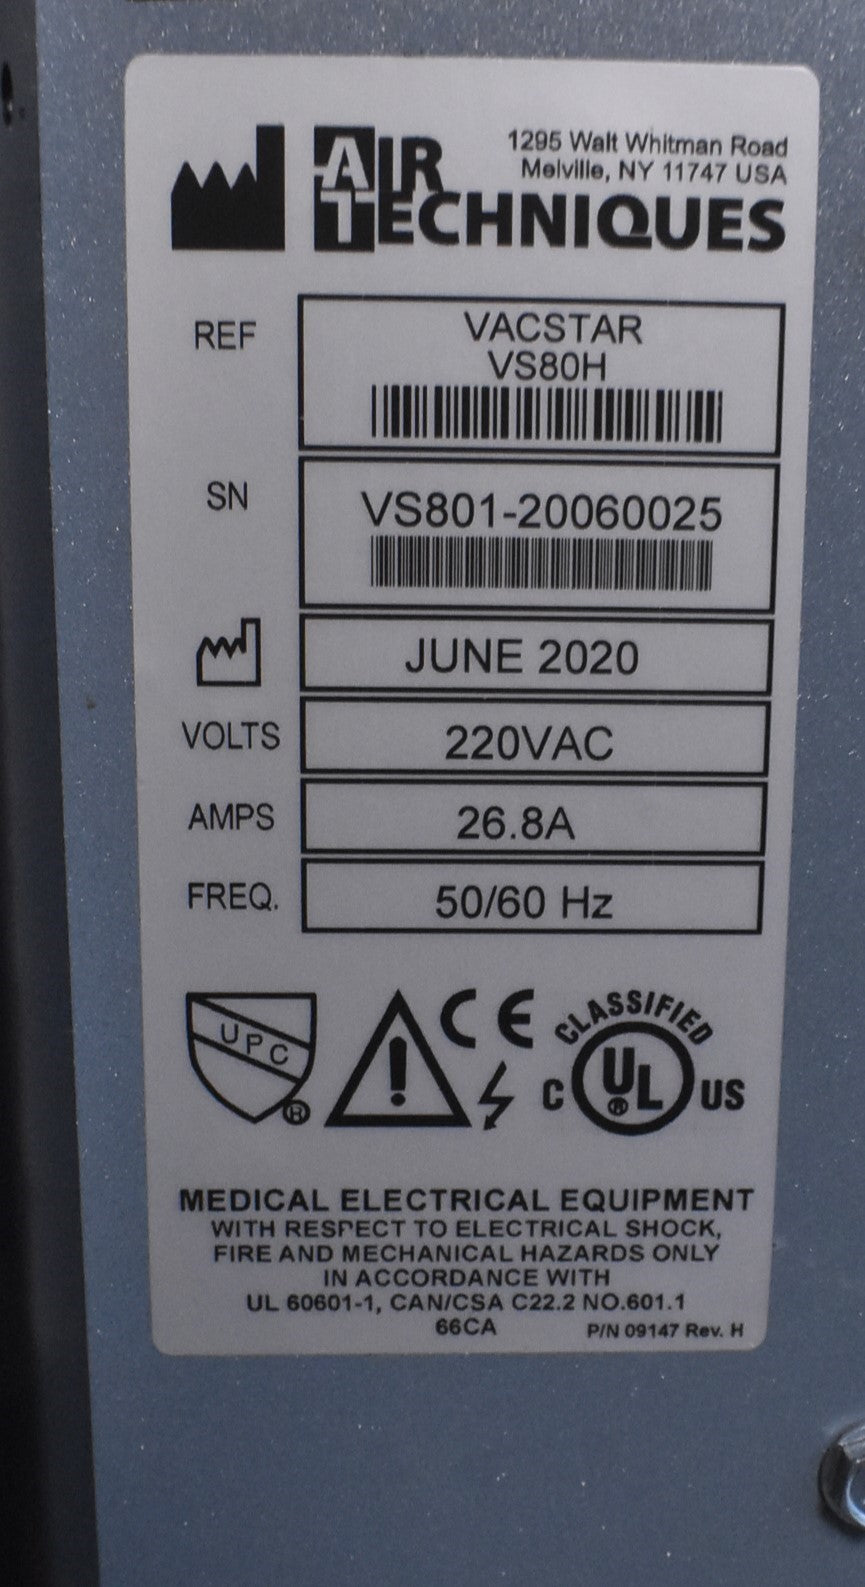 1295 Walt Whitman Road
Melville, NY 11747 USA
AIR
TECHNIQUES
REF
VACSTAR
VS80H
SN
VS801-20060025
JUNE 2020
VOLTS
220VAC
AMPS
26.8A
FREQ.
50/60 Hz
UPC
®
CE
CLASSIFIED
C UL US
®
MEDICAL ELECTRICAL EQUIPMENT
WITH RESPECT TO ELECTRICAL SHOCK,
FIRE AND MECHANICAL HAZARDS ONLY
IN ACCORDANCE WITH
UL 60601-1, CAN/CSA C22.2 NO.601.1
66CA
P/N 09147 Rev. H